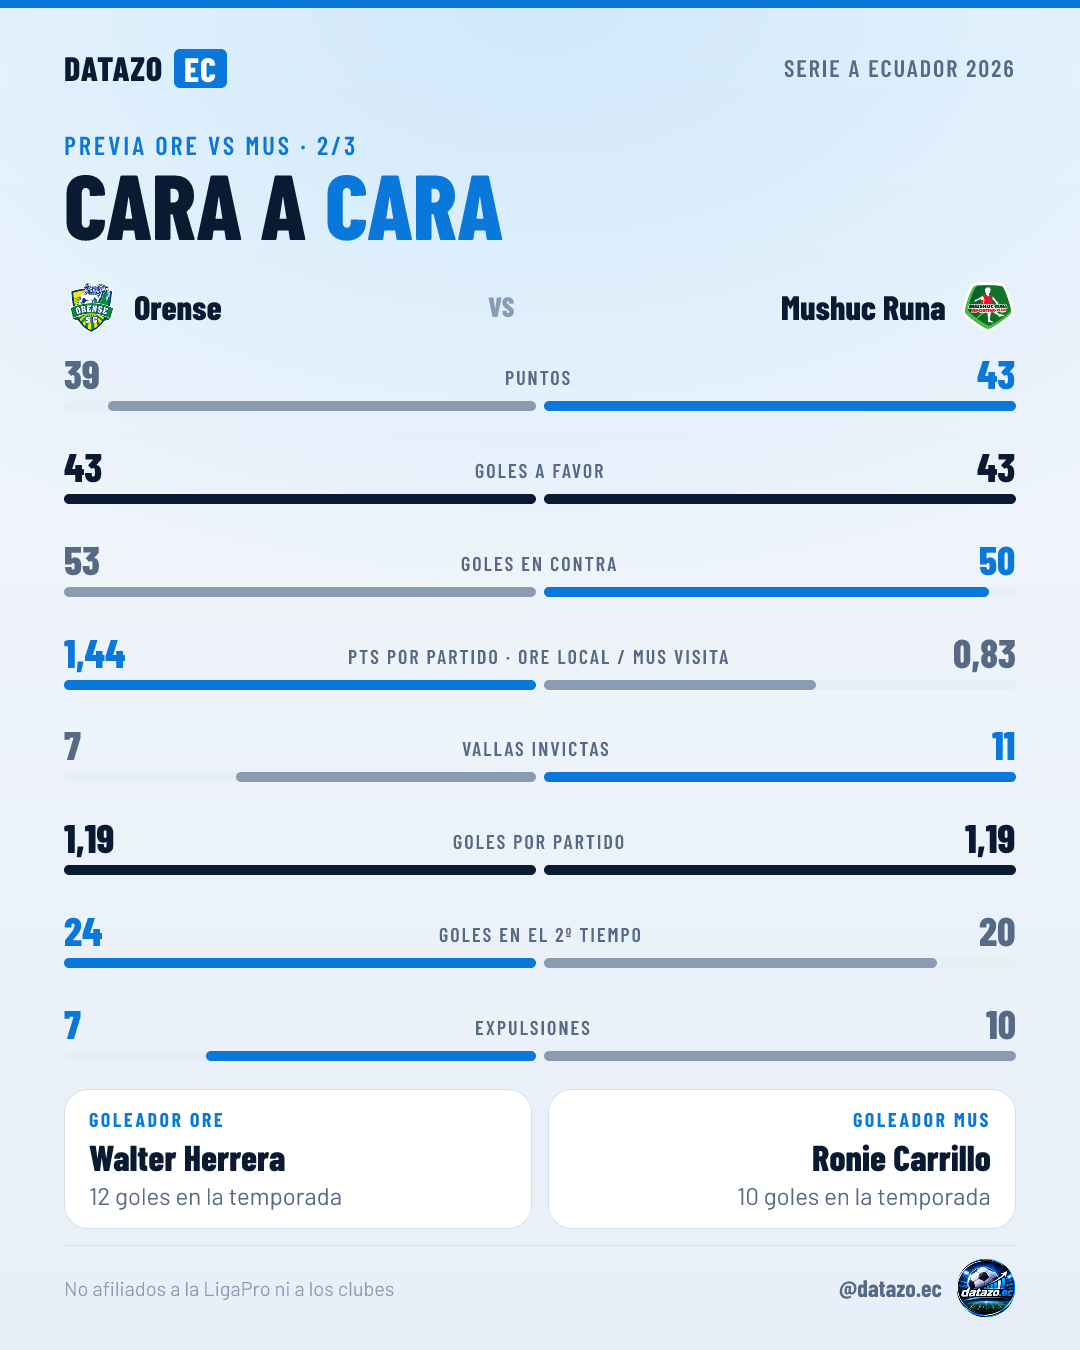 DATAZO EC
SERIE A ECUADOR 2026
PREVIA ORE VS MUS · 2/3
CARA A CARA
ORENSE
S G
Orense
VS
Mushuc Runa
39 PUNTOS 43
43 GOLES A FAVOR 43
53 GOLES EN CONTRA 50
1,44 PTS POR PARTIDO · ORE LOCAL / MUS VISITA 0,83
7 VALLAS INVICTAS 11
1,19 GOLES POR PARTIDO 1,19
24 GOLES EN EL 2º TIEMPO 20
7 EXPULSIONES 10
GOLEADOR ORE
Walter Herrera
12 goles en la temporada
GOLEADOR MUS
Ronie Carrillo
10 goles en la temporada
No afiliados a la LigaPro ni a los clubes
@datazo.ec
datazo.ec